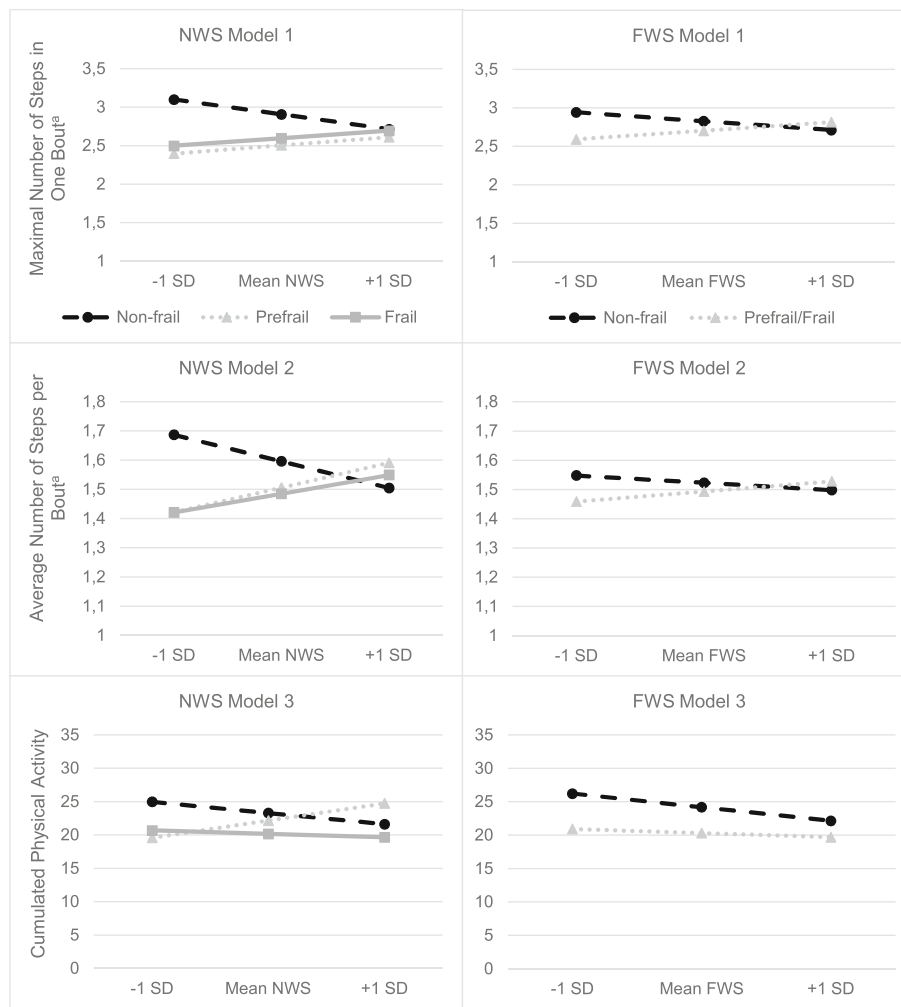 NWS Model 1
Maximal Number of Steps in
One Boutᵃ
3,5
3
2,5
2
1,5
1
-1 SD Mean NWS +1 SD
Non-frail Prefrail Frail
FWS Model 1
3,5
3
2,5
2
1,5
1
-1 SD Mean FWS +1 SD
Non-frail Prefrail/Frail
NWS Model 2
Average Number of Steps per
Boutᵃ
1,8
1,7
1,6
1,5
1,4
1,3
1,2
1,1
1
-1 SD Mean NWS +1 SD
FWS Model 2
1,8
1,7
1,6
1,5
1,4
1,3
1,2
1,1
1
-1 SD Mean FWS +1 SD
NWS Model 3
Cumulated Physical Activity
35
30
25
20
15
10
5
0
-1 SD Mean NWS +1 SD
FWS Model 3
35
30
25
20
15
10
5
0
-1 SD Mean FWS +1 SD